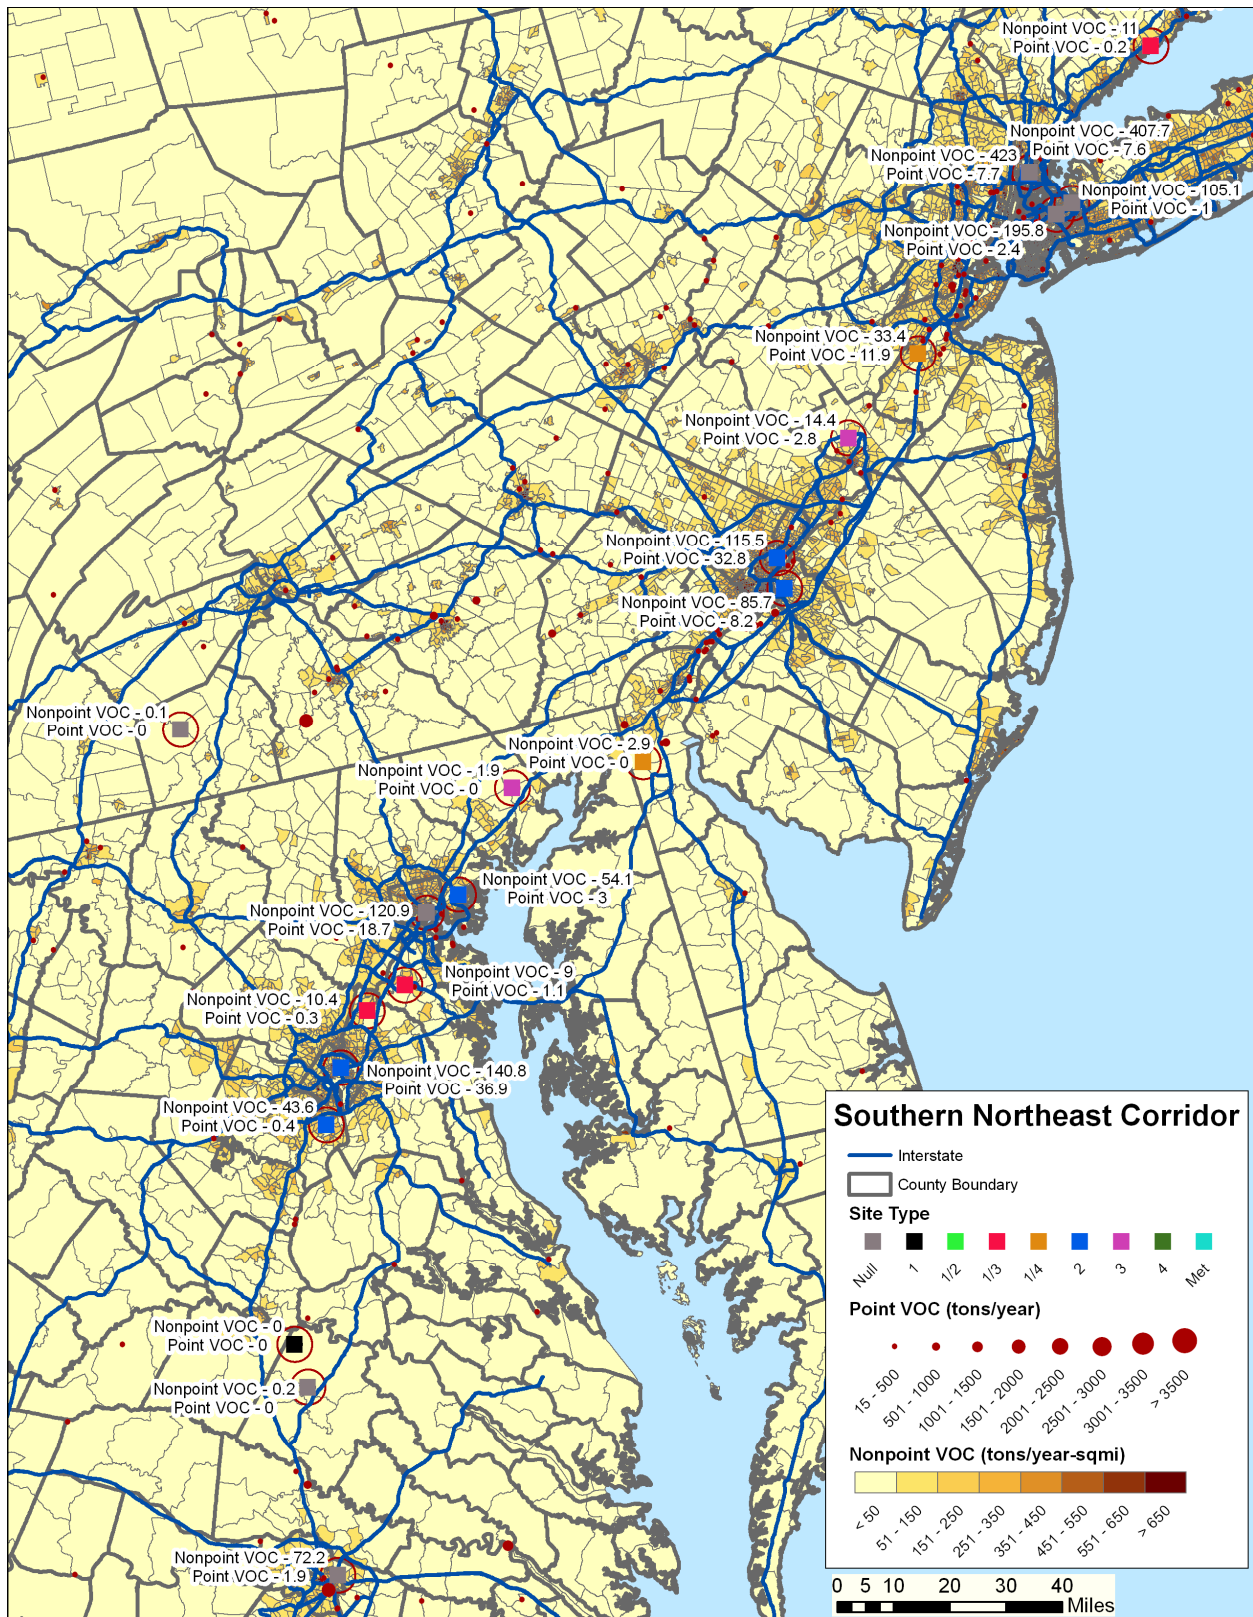 Nonpoint VOC - 11
Point VOC - 0.2
Nonpoint VOC - 407.7
Point VOC - 7.6
Nonpoint VOC - 423
Point VOC - 7.7
Nonpoint VOC - 105.1
Point VOC - 1
Nonpoint VOC - 195.8
Point VOC - 2.4
Nonpoint VOC - 33.4
Point VOC - 11.9
Nonpoint VOC - 14.4
Point VOC - 2.8
Nonpoint VOC - 115.5
Point VOC - 32.8
Nonpoint VOC - 85.7
Point VOC - 8.2
Nonpoint VOC - 0.1
Point VOC - 0
Nonpoint VOC - 2.9
Point VOC - 0
Nonpoint VOC - 1.9
Point VOC - 0
Nonpoint VOC - 54.1
Point VOC - 3
Nonpoint VOC - 120.9
Point VOC - 18.7
Nonpoint VOC - 9
Point VOC - 1.1
Nonpoint VOC - 10.4
Point VOC - 0.3
Nonpoint VOC - 140.8
Point VOC - 36.9
Nonpoint VOC - 43.6
Point VOC - 0.4
Nonpoint VOC - 0
Point VOC - 0
Nonpoint VOC - 0.2
Point VOC - 0
Nonpoint VOC - 72.2
Point VOC - 1.9
Southern Northeast Corridor
Interstate
County Boundary
Site Type
Null 1 1/2 1/3 1/4 2 3 4 Met
Point VOC (tons/year)
15 - 500 501 - 1000 1001 - 1500 1501 - 2000 2001 - 2500 2501 - 3000 3001 - 3500 > 3500
Nonpoint VOC (tons/year-sqmi)
< 50 51 - 150 151 - 250 251 - 350 351 - 450 451 - 550 551 - 650 > 650
0 5 10 20 30 40
Miles